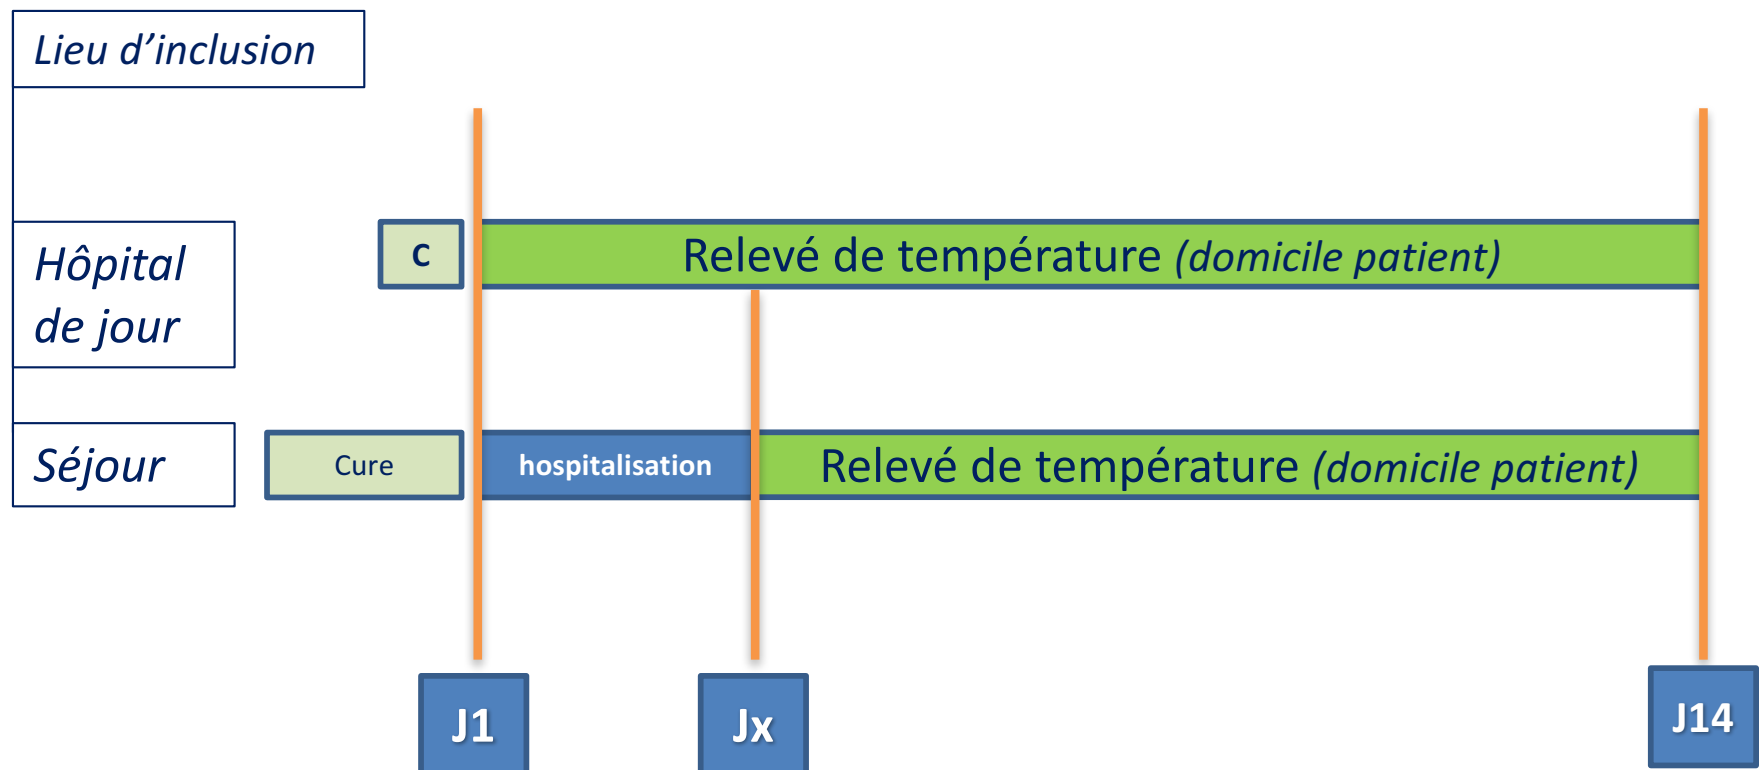 Lieu d’inclusion
Hôpital
de jour
C
Relevé de température (domicile patient)
Séjour
Cure
hospitalisation
Relevé de température (domicile patient)
J1
Jx
J14